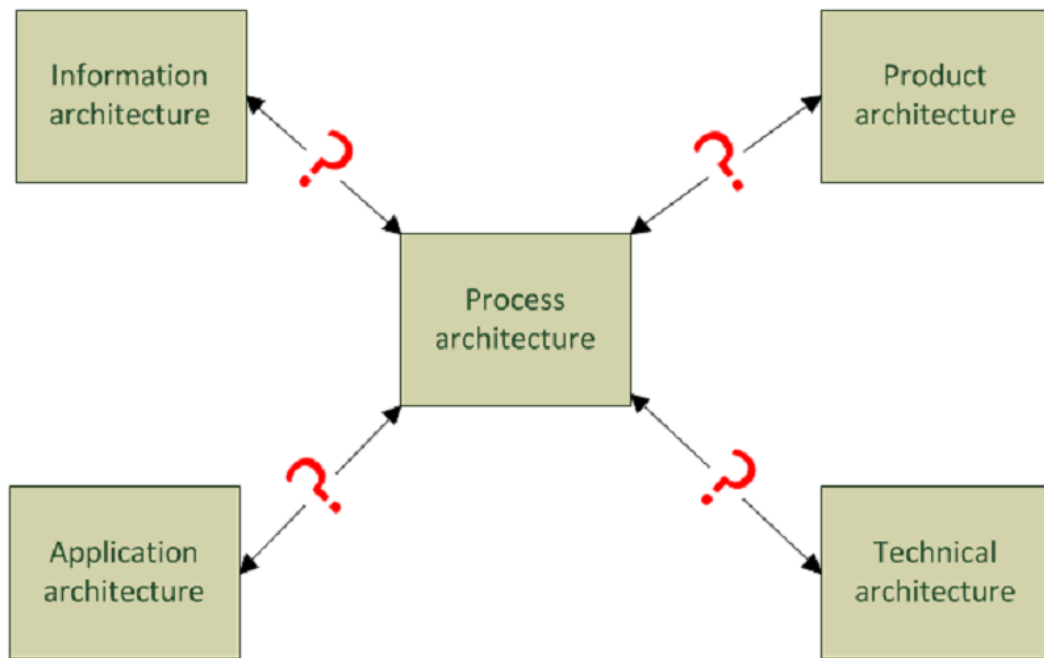 Information
architecture
Product
architecture
?
?
Process
architecture
?
?
Application
architecture
Technical
architecture